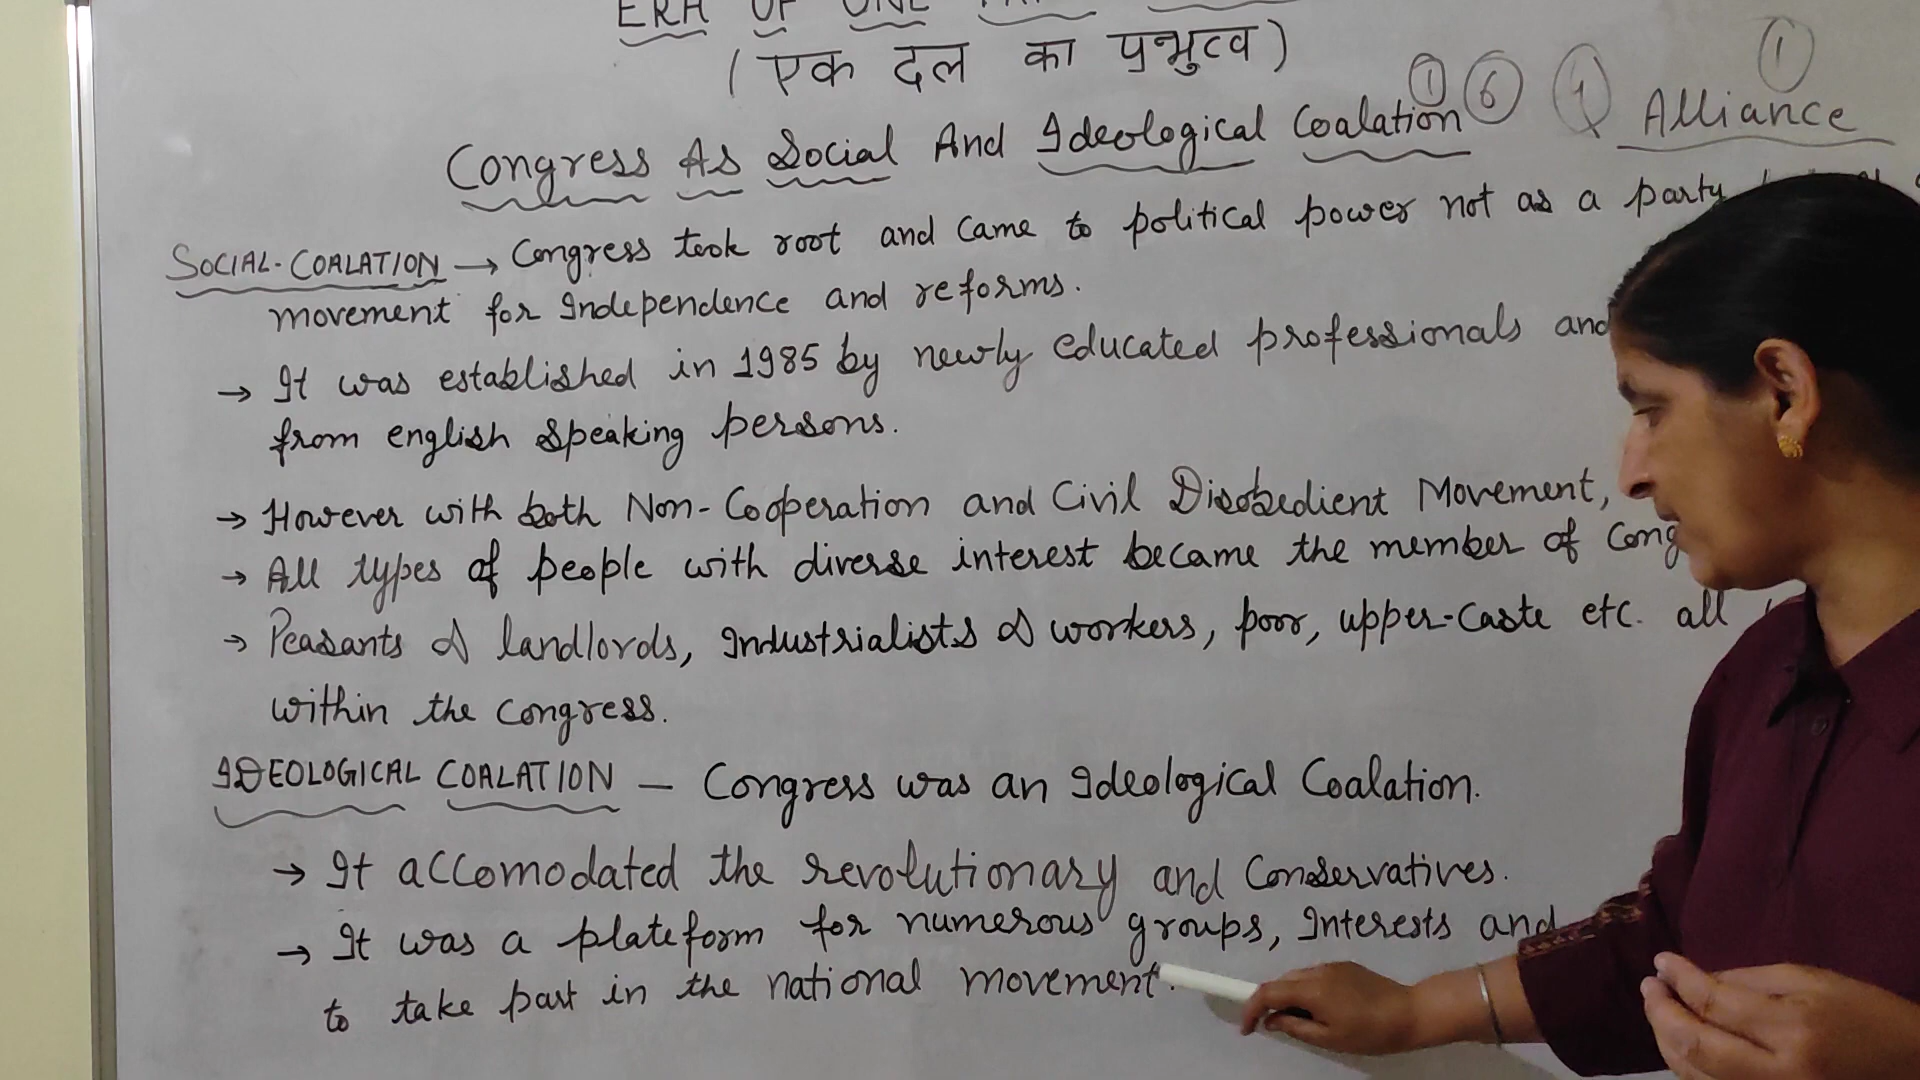 ERA OF ONE
(एक दल का प्रभुत्व)
1 6 1
Congress As Social And Ideological Coalation Alliance
SOCIAL-COALATION → Congress took root and came to political power not as a party
movement for Independence and reforms.
→ It was established in 1985 by newly educated professionals and
from english speaking persons.
→ However with both Non-Cooperation and Civil Disobedient Movement,
→ All types of people with diverse interest became the member of Cong
→ Peasants & landlords, Industrialists & workers, poor, upper-caste etc. all
within the congress.
IDEOLOGICAL COALATION — Congress was an Ideological Coalation.
→ It accomodated the revolutionary and Conservatives.
→ It was a plateform for numerous groups, Interests and
to take part in the national movement.